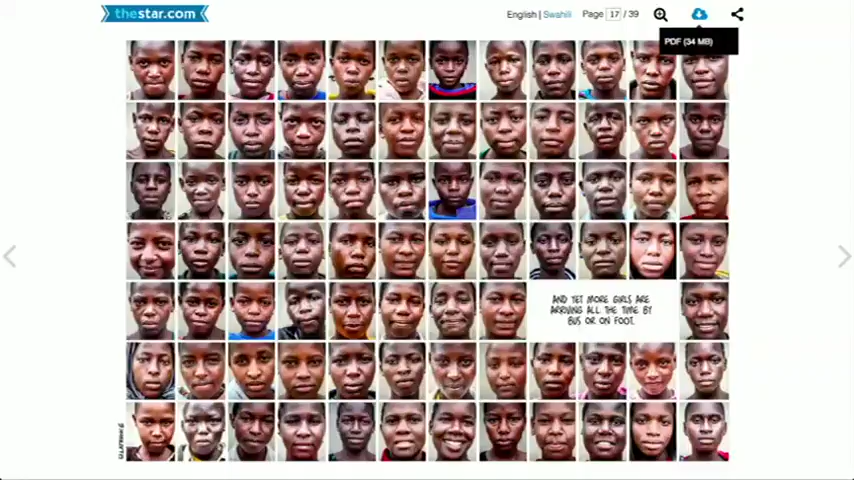 thestar.com
English | Swahili
Page 17 / 39
PDF (34 MB)
AND YET MORE GIRLS ARE
ARRIVING ALL THE TIME BY
BUS OR ON FOOT.